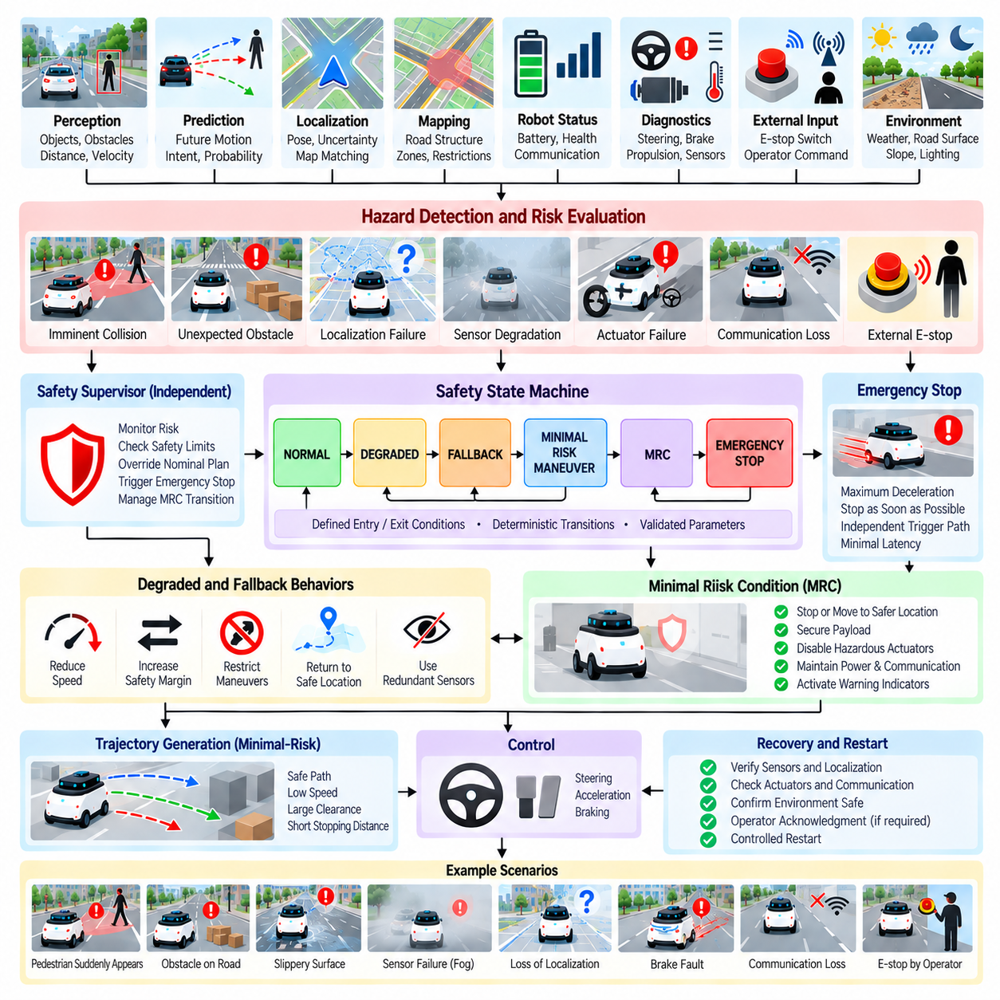 Perception
Objects, Obstacles
Distance, Velocity
Prediction
Future Motion
Intent, Probability
Localization
Pose, Uncertainty
Map Matching
Mapping
Road Structure
Zones, Restrictions
Robot Status
Battery, Health
Communication
Diagnostics
Steering, Brake
Propulsion, Sensors
External Input
E-stop Switch
Operator Command
Environment
Weather, Road Surface
Slope, Lighting
Hazard Detection and Risk Evaluation
Imminent Collision
Unexpected Obstacle
Localization Failure
Sensor Degradation
Actuator Failure
Communication Loss
External E-stop
Safety Supervisor (Independent)
Monitor Risk
Check Safety Limits
Override Nominal Plan
Trigger Emergency Stop
Manage MRC Transition
Safety State Machine
NORMAL
DEGRADED
FALLBACK
MINIMAL
RISK
MANEUVER
MRC
EMERGENCY
STOP
Defined Entry / Exit Conditions • Deterministic Transitions • Validated Parameters
Emergency Stop
Maximum Deceleration
Stop as Soon as Possible
Independent Trigger Path
Minimal Latency
Degraded and Fallback Behaviors
Reduce
Speed
Increase
Safety Margin
Restrict
Maneuvers
Return to
Safe Location
Use
Redundant Sensors
Minimal Riisk Condition (MRC)
Stop or Move to Safer Location
Secure Payload
Disable Hazardous Actuators
Maintain Power & Communication
Activate Warning Indicators
Trajectory Generation (Minimal-Risk)
Safe Path
Low Speed
Large Clearance
Short Stopping Distance
Control
Steering
Acceleration
Braking
Recovery and Restart
Verify Sensors and Localization
Check Actuators and Communication
Confirm Environment Safe
Operator Acknowledgment (if required)
Controlled Restart
Example Scenarios
Pedestrian Suddenly Appears
Obstacle on Road
Slippery Surface
Sensor Failure (Fog)
Loss of Localization
Brake Fault
Communication Loss
E-stop by Operator